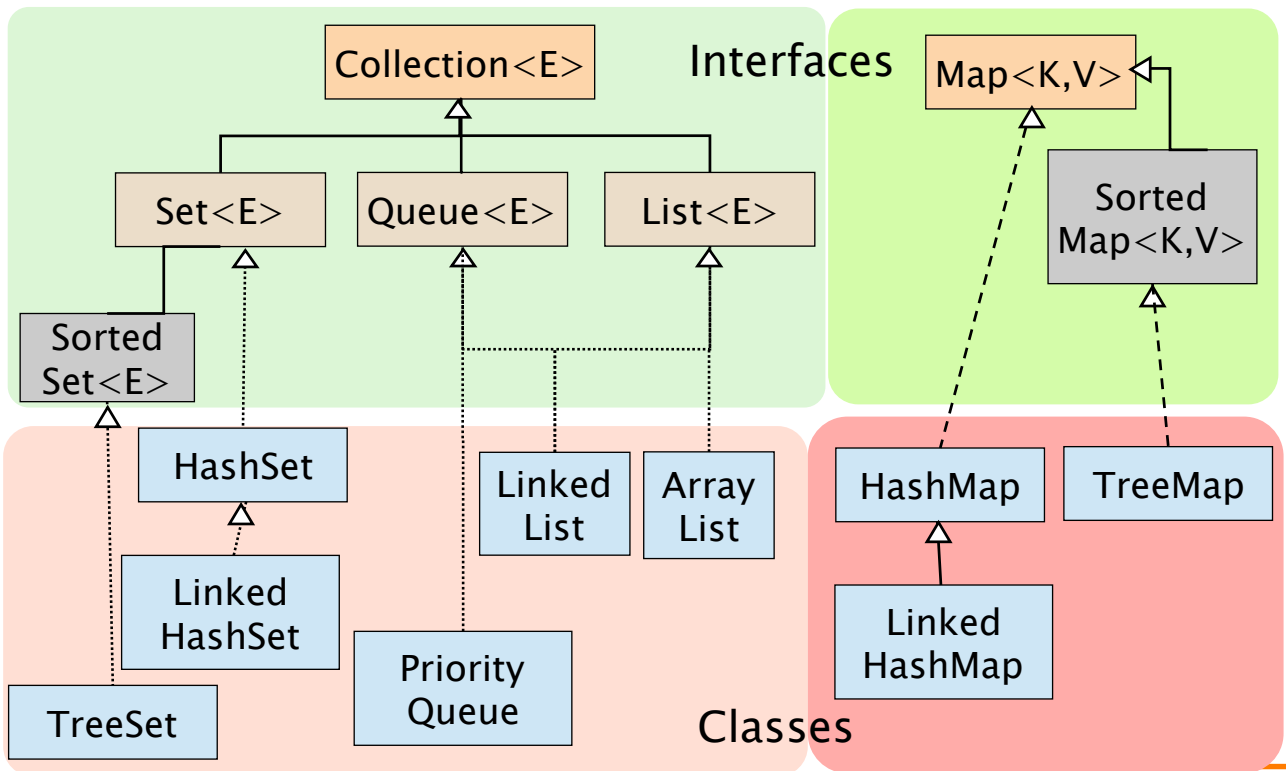 Collection<E>
Interfaces
Map<K,V>
Set<E>
Queue<E>
List<E>
Sorted
Map<K,V>
Sorted
Set<E>
HashSet
Linked
List
Array
List
HashMap
TreeMap
Linked
HashSet
Linked
HashMap
Priority
Queue
TreeSet
Classes